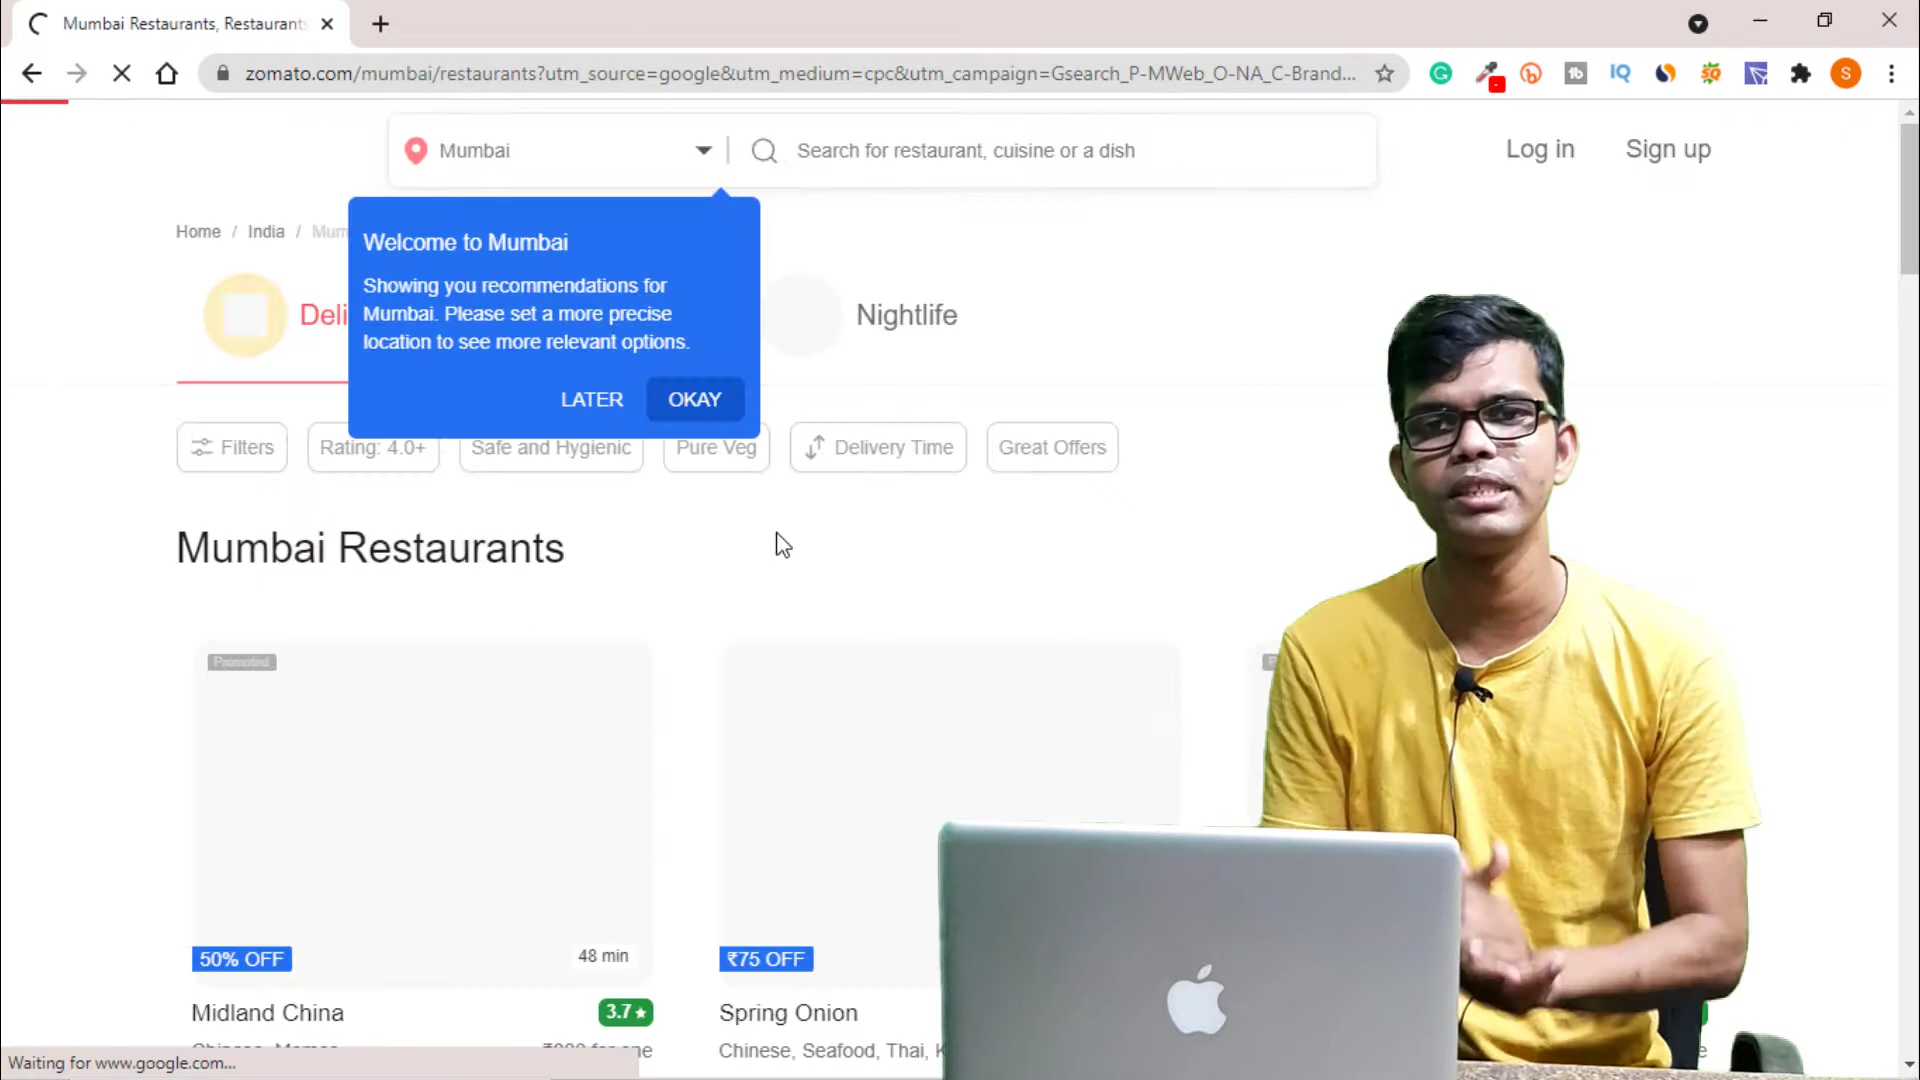 Mumbai Restaurants, Restaurants
zomato.com/mumbai/restaurants?utm_source=google&utm_medium=cpc&utm_campaign=Gsearch_P-MWeb_O-NA_C-Brand...
Mumbai
Search for restaurant, cuisine or a dish
Log in
Sign up
Home / India /
Welcome to Mumbai
Showing you recommendations for
Mumbai. Please set a more precise
location to see more relevant options.
LATER
OKAY
Deli
Nightlife
Filters
Rating: 4.0+
Safe and Hygienic
Pure Veg
Delivery Time
Great Offers
Mumbai Restaurants
Promoted
50% OFF
48 min
₹75 OFF
Midland China
3.7★
Spring Onion
Chinese, Seafood, Thai, K
Waiting for www.google.com...